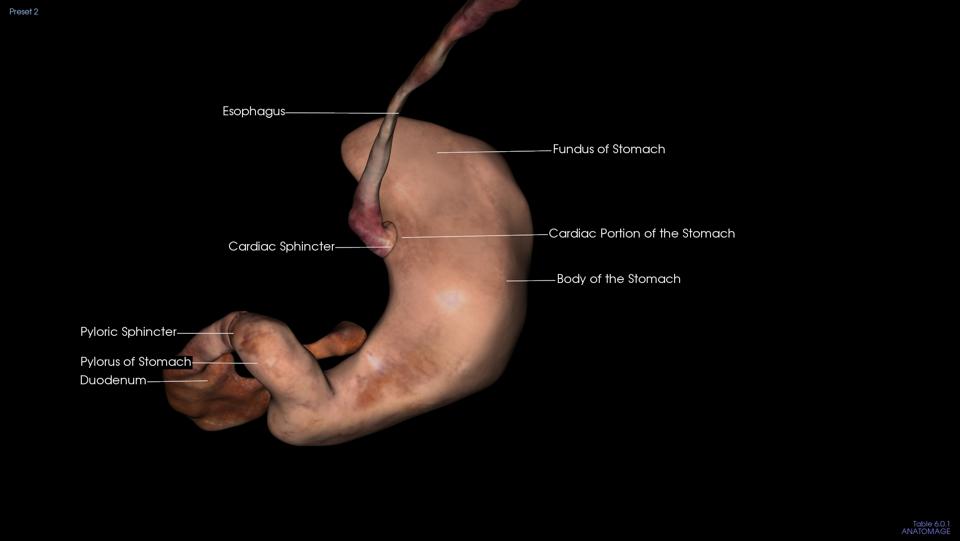 Preset 2
Esophagus
Fundus of Stomach
Cardiac Portion of the Stomach
Cardiac Sphincter
Body of the Stomach
Pyloric Sphincter
Pylorus of Stomach
Duodenum
Table 6.0.1
ANATOMAGE